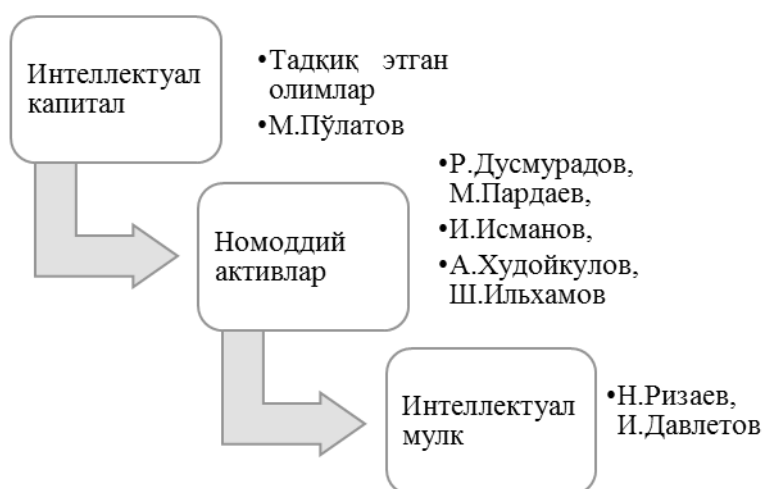 Интеллектуал
капитал
•Тадқиқ этган
олимлар
•М.Пўлатов
Номоддий
активлар
•Р.Дусмурадов,
М.Пардаев,
•И.Исманов,
•А.Худойкулов,
Ш.Ильхамов
Интеллектуал
мулк
•Н.Ризаев,
И.Давлетов